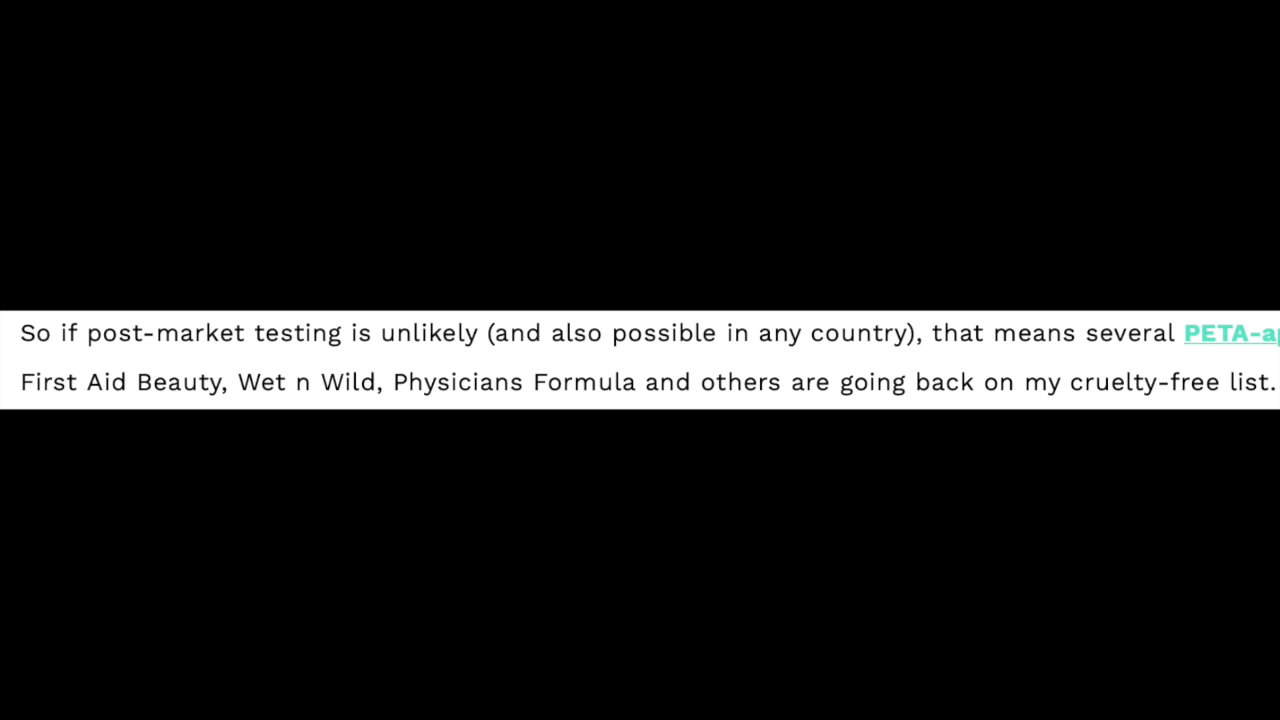 So if post-market testing is unlikely (and also possible in any country), that means several
First Aid Beauty, Wet n Wild, Physicians Formula and others are going back on my cruelty-free list.